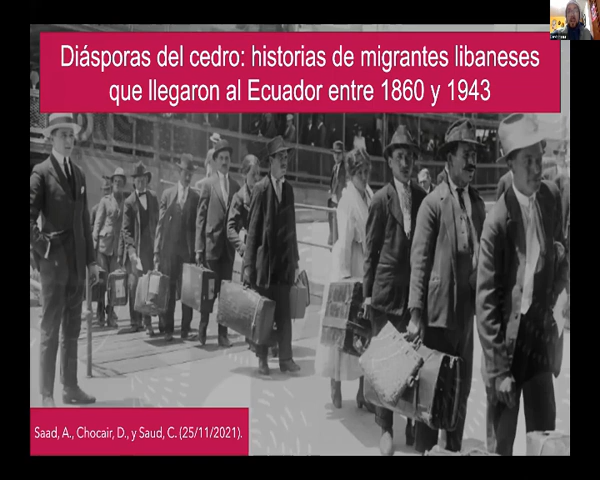 Diásporas del cedro: historias de migrantes libaneses
que llegaron al Ecuador entre 1860 y 1943
Saad, A., Chocair, D., y Saud, C. (25/11/2021).